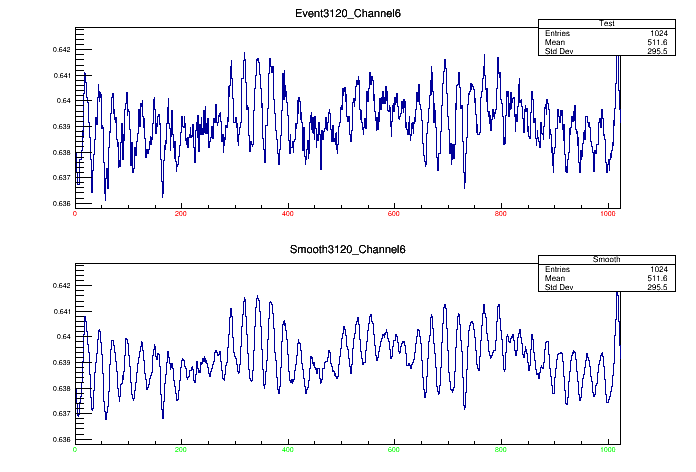 Event3120_Channel6
Test
Entries 1024
Mean 511.6
Std Dev 295.5
0.642
0.641
0.64
0.639
0.638
0.637
0.636
0 200 400 600 800 1000
Smooth3120_Channel6
Smooth
Entries 1024
Mean 511.6
Std Dev 295.5
0.642
0.641
0.64
0.639
0.638
0.637
0.636
0 200 400 600 800 1000